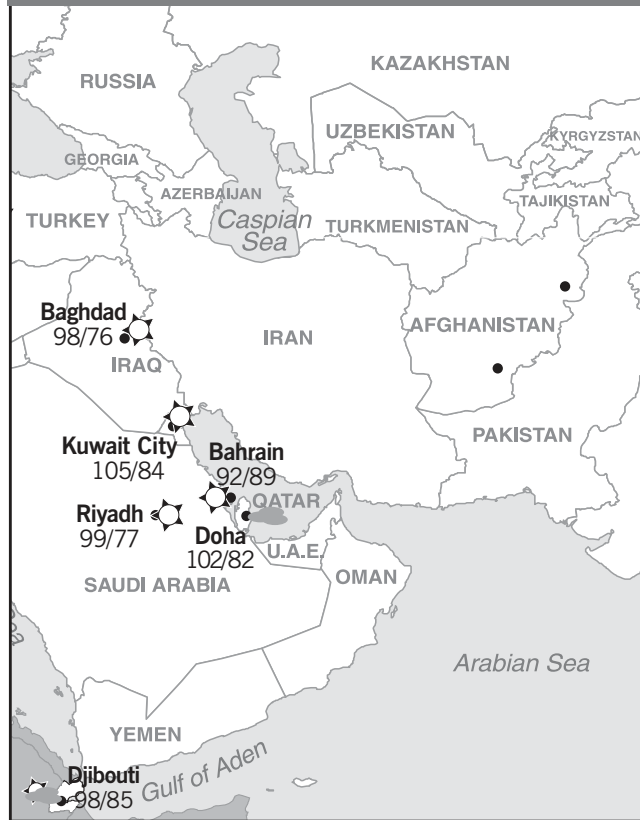 KAZAKHSTAN
RUSSIA
UZBEKISTAN
KYRGYZSTAN
GEORGIA
AZERBAIJAN
TAJIKISTAN
TURKEY
Caspian
Sea
TURKMENISTAN
Baghdad
98/76
IRAQ
IRAN
AFGHANISTAN
PAKISTAN
Kuwait City
105/84
Bahrain
92/89
QATAR
Riyadh
99/77
Doha
102/82
U.A.E.
SAUDI ARABIA
OMAN
Arabian Sea
YEMEN
Gulf of Aden
Djibouti
98/85